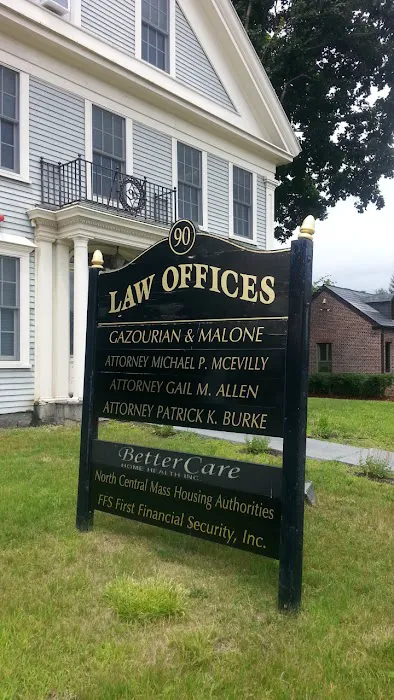 90
LAW OFFICES
GAZOURIAN & MALONE
ATTORNEY MICHAEL P. MCEVILLY
ATTORNEY GAIL M. ALLEN
ATTORNEY PATRICK K. BURKE
BetterCare
HOME HEALTH INC.
North Central Mass Housing Authorities
FFS First Financial Security, Inc.